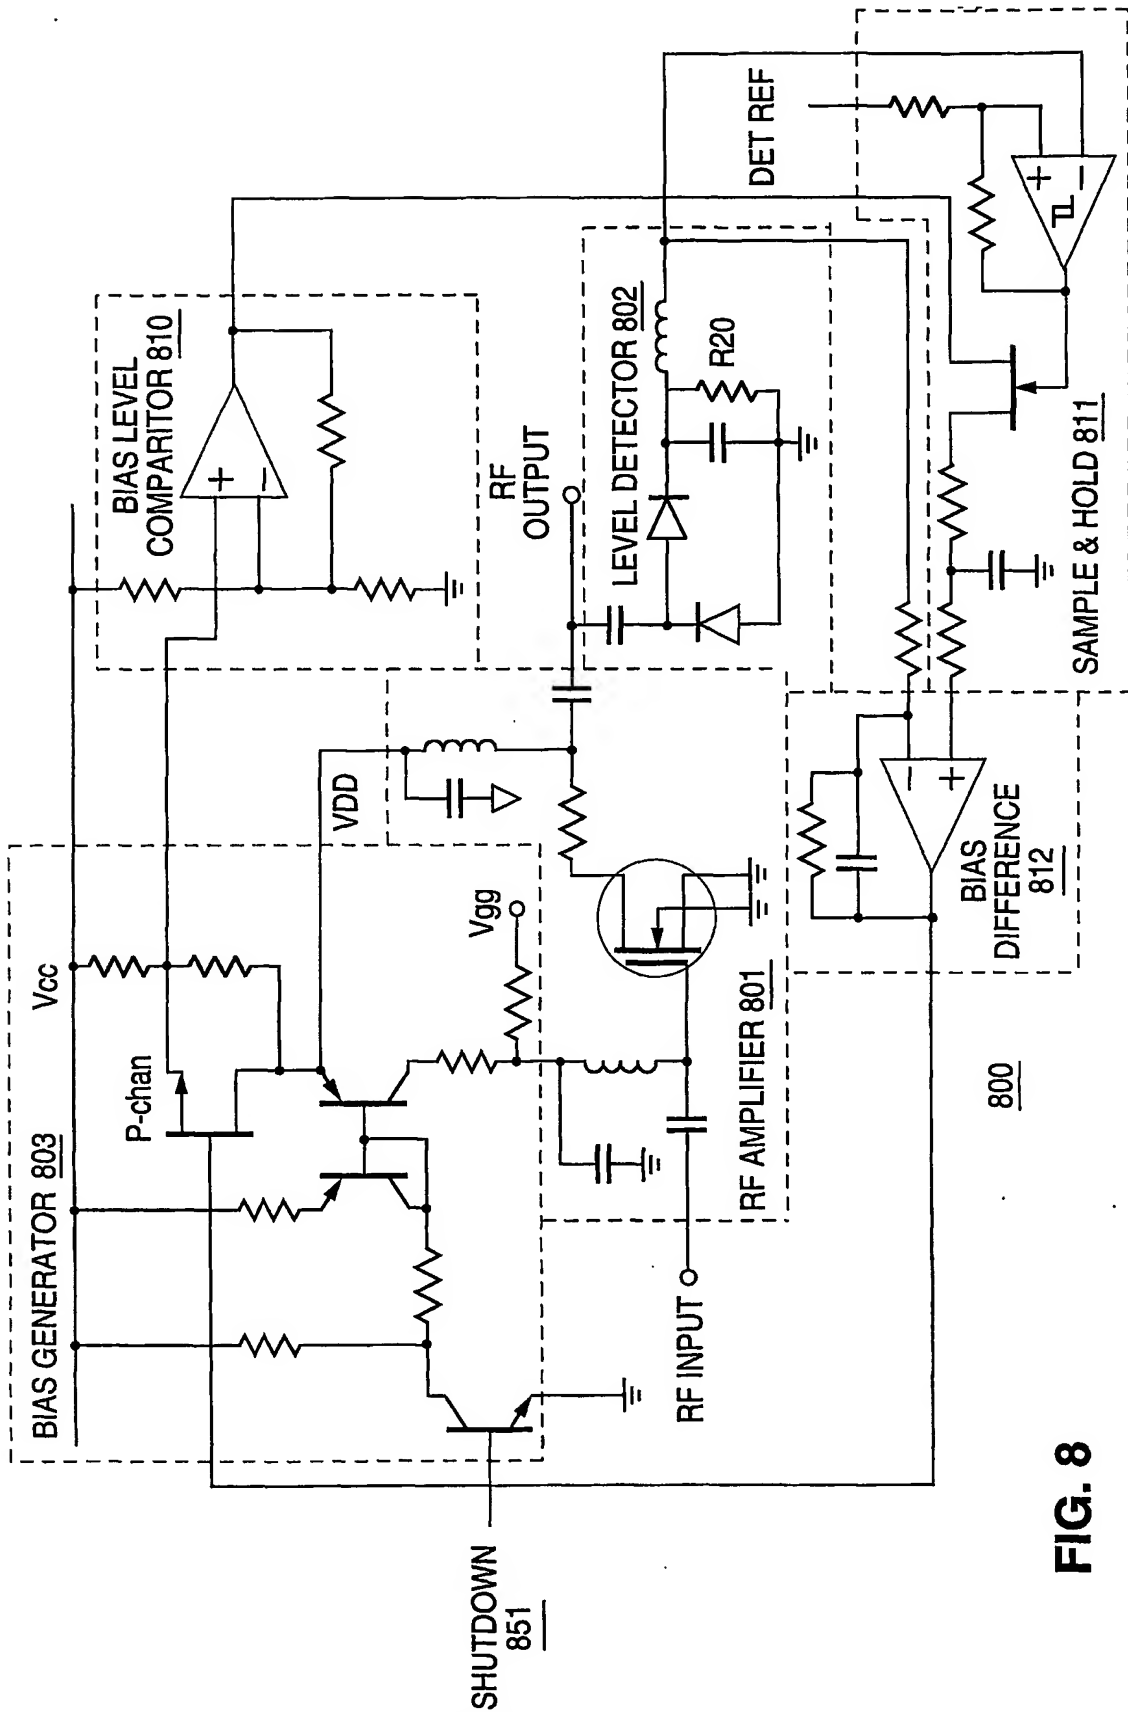 BIAS GENERATOR 803
Vcc
P-chan
BIAS LEVEL
COMPARITOR 810
+
−
VDD
Vgg
RF
OUTPUT
LEVEL DETECTOR 802
R20
DET REF
+
−
SHUTDOWN
851
RF INPUT
RF AMPLIFIER 801
−
+
BIAS
DIFFERENCE
812
SAMPLE & HOLD 811
800
FIG. 8